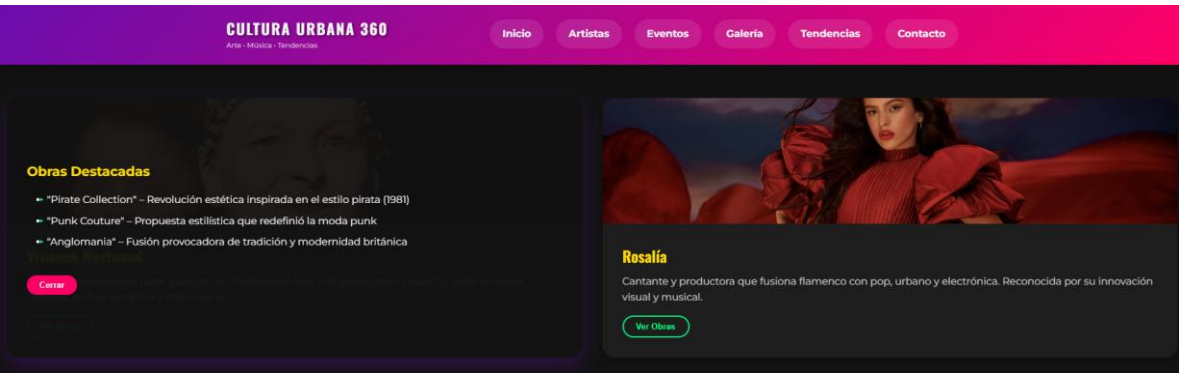 CULTURA URBANA 360
Arte - Música - Tendencias
Inicio
Artistas
Eventos
Galería
Tendencias
Contacto
Obras Destacadas
➵ "Pirate Collection" – Revolución estética inspirada en el estilo pirata (1981)
➵ "Punk Couture" – Propuesta estilística que redefinió la moda punk
➵ "Anglomania" – Fusión provocadora de tradición y modernidad británica
Vivienne Westwood
Cerrar
Rosalía
Cantante y productora que fusiona flamenco con pop, urbano y electrónica. Reconocida por su innovación
visual y musical.
Ver Obras